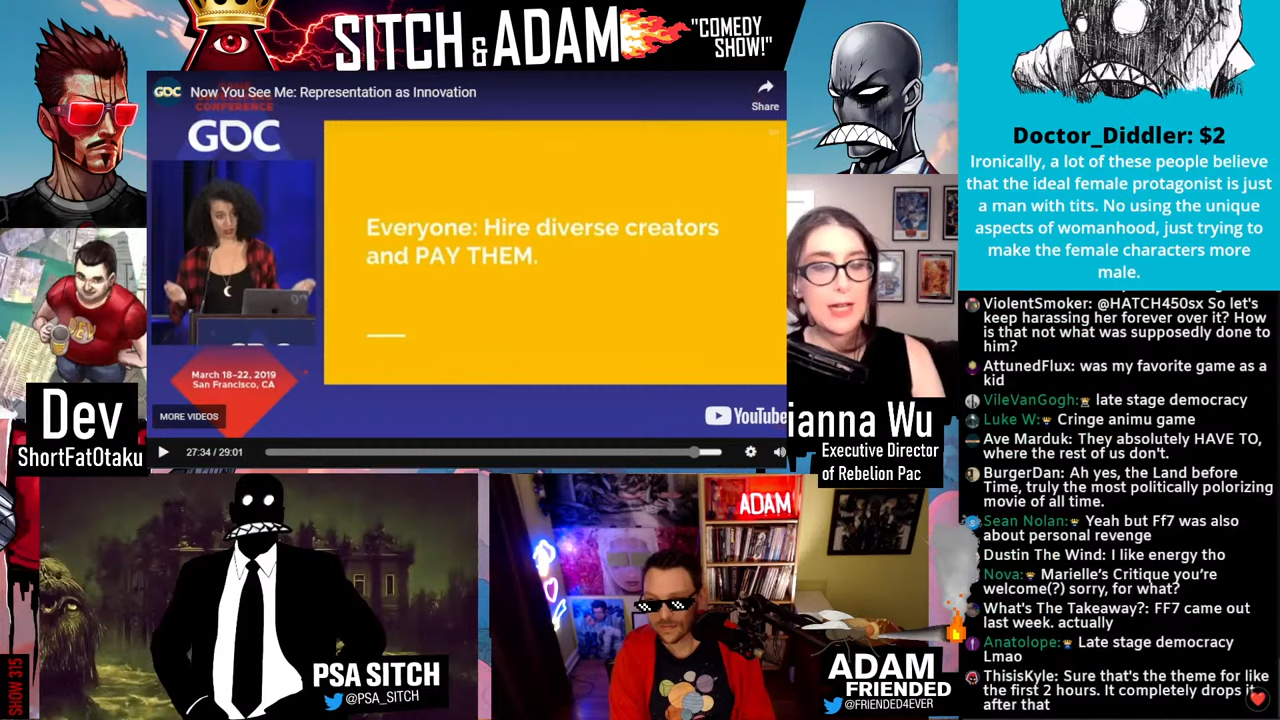 SITCH & ADAM
"COMEDY
SHOW!"
GDC
Now You See Me: Representation as Innovation
Share
CONFERENCE
GDC
Everyone: Hire diverse creators
and PAY THEM.
March 18-22, 2019
San Francisco, CA
MORE VIDEOS
YouTube
27:34 / 29:01
DEV
Dev
ShortFatOtaku
ianna Wu
Executive Director
of Rebelion Pac
PSA SITCH
@PSA_SITCH
ADAM
ADAM
FRIENDED
@FRIENDED4EVER
SHOW 315
Doctor_Diddler: $2
Ironically, a lot of these people believe
that the ideal female protagonist is just
a man with tits. No using the unique
aspects of womanhood, just trying to
make the female characters more
male.
ViolentSmoker: @HATCH450sx So let's
keep harassing her forever over it? How
is that not what was supposedly done to
him?
AttunedFlux: was my favorite game as a
kid
VileVanGogh: late stage democracy
Luke W: Cringe animu game
Ave Marduk: They absolutely HAVE TO,
where the rest of us don't.
BurgerDan: Ah yes, the Land before
Time, truly the most politically polorizing
movie of all time.
Sean Nolan: Yeah but Ff7 was also
about personal revenge
Dustin The Wind: I like energy tho
Nova: Marielle's Critique you're
welcome(?) sorry, for what?
What's The Takeaway?: FF7 came out
last week. actually
Anatolope: Late stage democracy
Lmao
ThisisKyle: Sure that's the theme for like
the first 2 hours. It completely drops it
after that